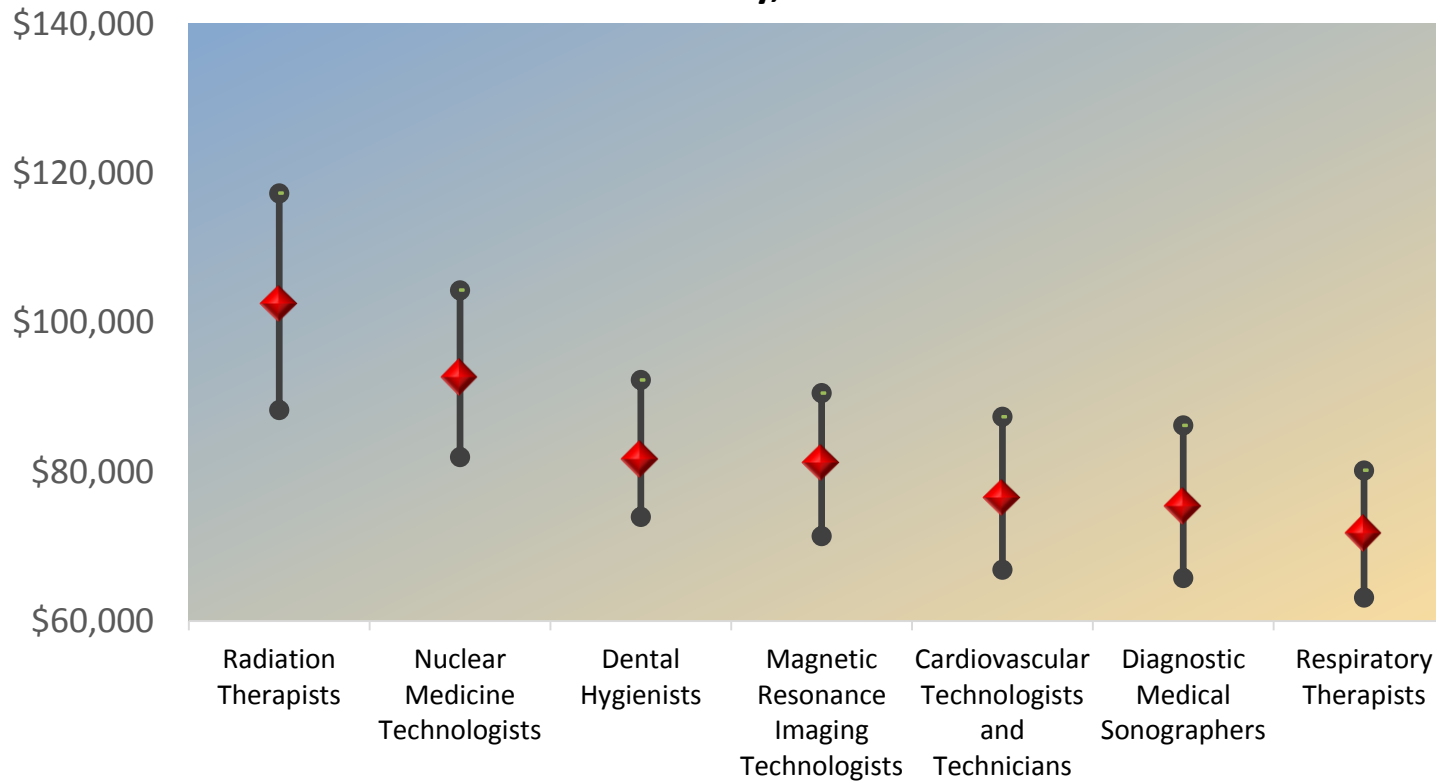 $140,000
$120,000
$100,000
$80,000
$60,000
Radiation
Therapists
Nuclear
Medicine
Technologists
Dental
Hygienists
Magnetic
Resonance
Imaging
Technologists
Cardiovascular
Technologists
and
Technicians
Diagnostic
Medical
Sonographers
Respiratory
Therapists